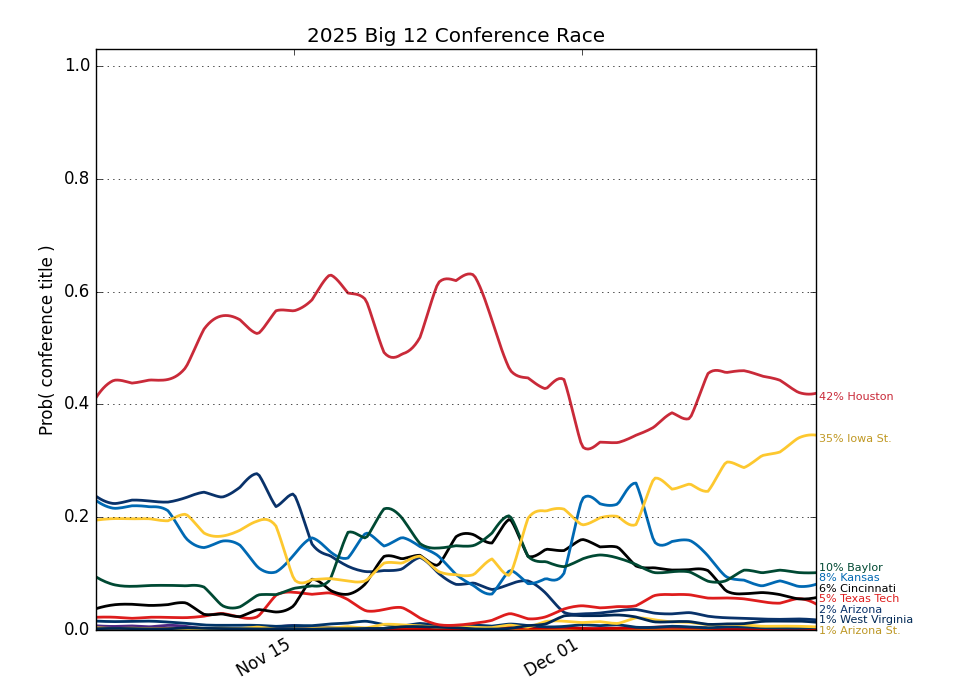 2025 Big 12 Conference Race
Prob( conference title )
1.0
0.8
0.6
0.4
0.2
0.0
Nov 15
Dec 01
42% Houston
35% Iowa St.
10% Baylor
8% Kansas
6% Cincinnati
5% Texas Tech
2% Arizona
1% West Virginia
1% Arizona St.